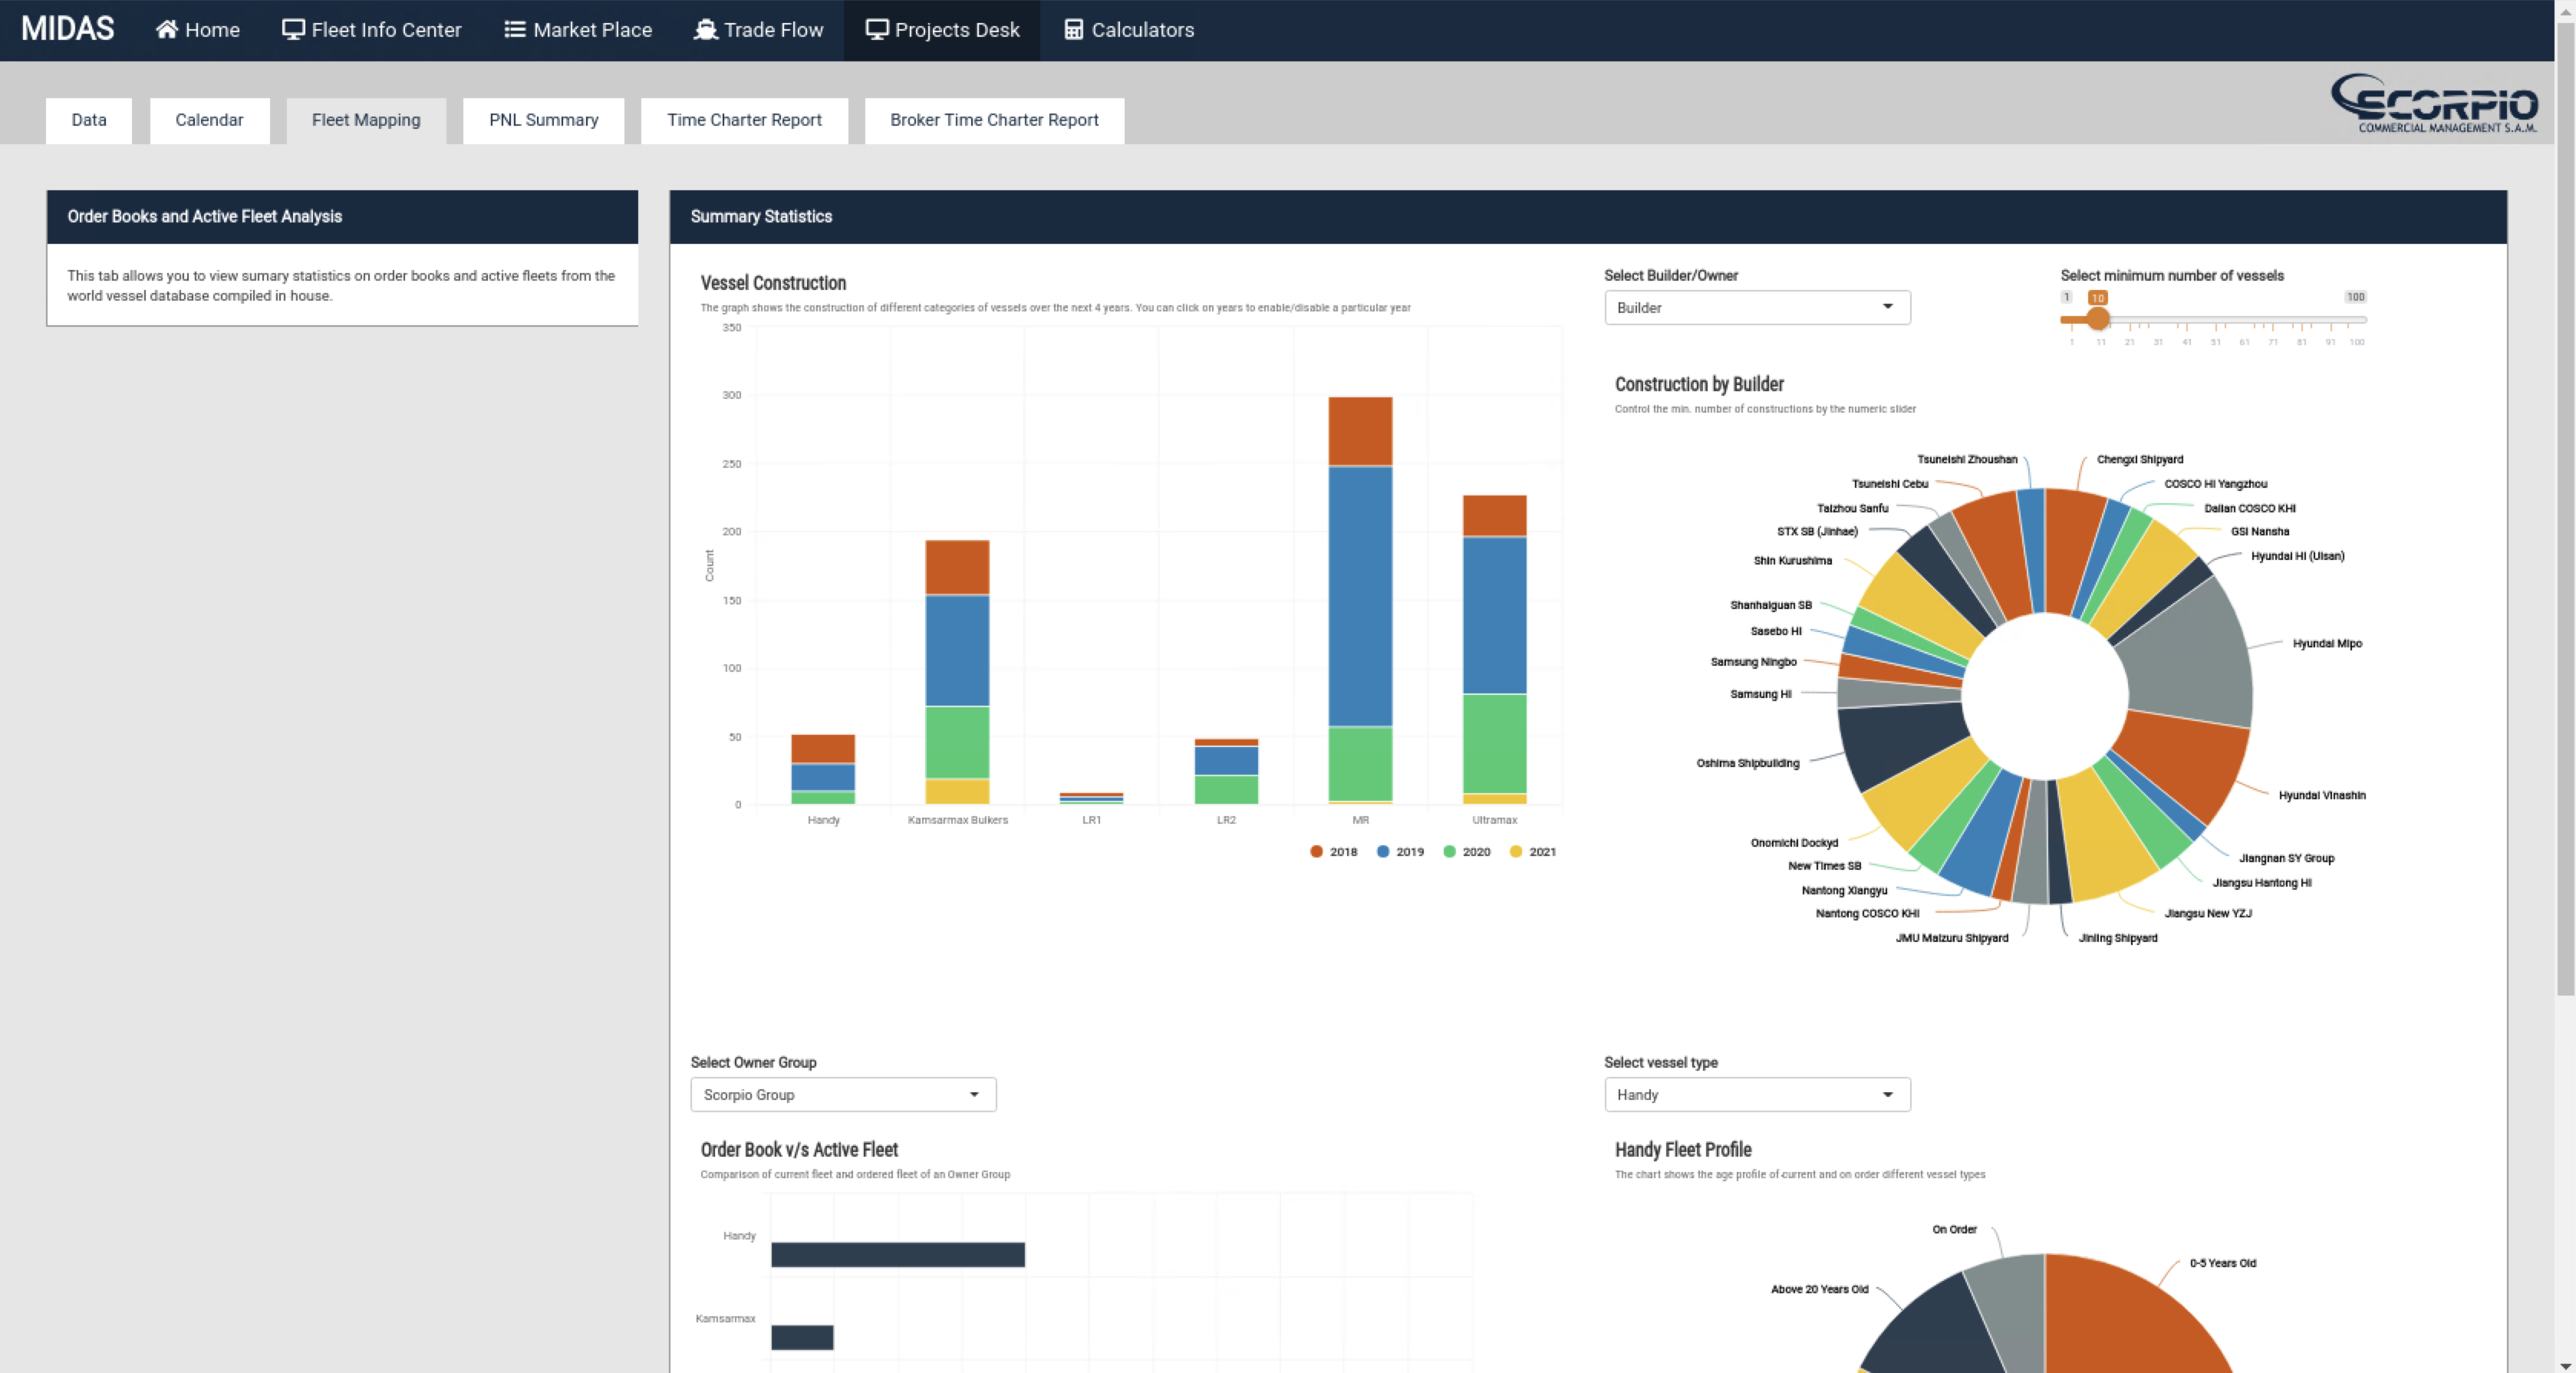 MIDAS
Home
Fleet Info Center
Market Place
Trade Flow
Projects Desk
Calculators
Data
Calendar
Fleet Mapping
PNL Summary
Time Charter Report
Broker Time Charter Report
SCORPIO
COMMERCIAL MANAGEMENT S.A.M.
Order Books and Active Fleet Analysis
This tab allows you to view sumary statistics on order books and active fleets from the
world vessel database compiled in house.
Summary Statistics
Vessel Construction
The graph shows the construction of different categories of vessels over the next 4 years. You can click on years to enable/disable a particular year
350
300
250
200
150
100
50
0
Count
Handy
Kamsarmax Bulkers
LR1
LR2
MR
Ultramax
2018
2019
2020
2021
Select Builder/Owner
Builder
Select minimum number of vessels
1
10
100
1
11
21
31
41
51
61
71
81
91
100
Construction by Builder
Control the min. number of constructions by the numeric slider
Tsuneishi Zhoushan
Tsuneishi Cebu
Taizhou Sanfu
STX SB (Jinhae)
Shin Kurushima
Shanhaiguan SB
Sasebo HI
Samsung Ningbo
Samsung HI
Oshima Shipbuilding
Onomichi Dockyd
New Times SB
Nantong Xiangyu
Nantong COSCO KHI
JMU Maizuru Shipyard
Chengxi Shipyard
COSCO HI Yangzhou
Dalian COSCO KHI
GSI Nansha
Hyundai HI (Ulsan)
Hyundai Mipo
Hyundai Vinashin
Jiangnan SY Group
Jiangsu Hantong HI
Jiangsu New YZJ
Jinling Shipyard
Select Owner Group
Scorpio Group
Order Book v/s Active Fleet
Comparison of current fleet and ordered fleet of an Owner Group
Handy
Kamsarmax
Select vessel type
Handy
Handy Fleet Profile
The chart shows the age profile of current and on order different vessel types
On Order
Above 20 Years Old
0-5 Years Old